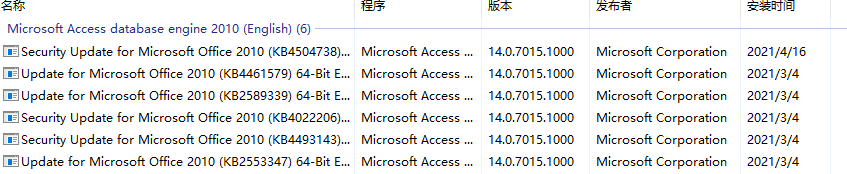 名称 程序 版本 发布者 安装时间
Microsoft Access database engine 2010 (English) (6)
Security Update for Microsoft Office 2010 (KB4504738)... Microsoft Access ... 14.0.7015.1000 Microsoft Corporation 2021/4/16
Update for Microsoft Office 2010 (KB4461579) 64-Bit E... Microsoft Access ... 14.0.7015.1000 Microsoft Corporation 2021/3/4
Update for Microsoft Office 2010 (KB2589339) 64-Bit E... Microsoft Access ... 14.0.7015.1000 Microsoft Corporation 2021/3/4
Security Update for Microsoft Office 2010 (KB4022206)... Microsoft Access ... 14.0.7015.1000 Microsoft Corporation 2021/3/4
Security Update for Microsoft Office 2010 (KB4493143)... Microsoft Access ... 14.0.7015.1000 Microsoft Corporation 2021/3/4
Update for Microsoft Office 2010 (KB2553347) 64-Bit E... Microsoft Access ... 14.0.7015.1000 Microsoft Corporation 2021/3/4